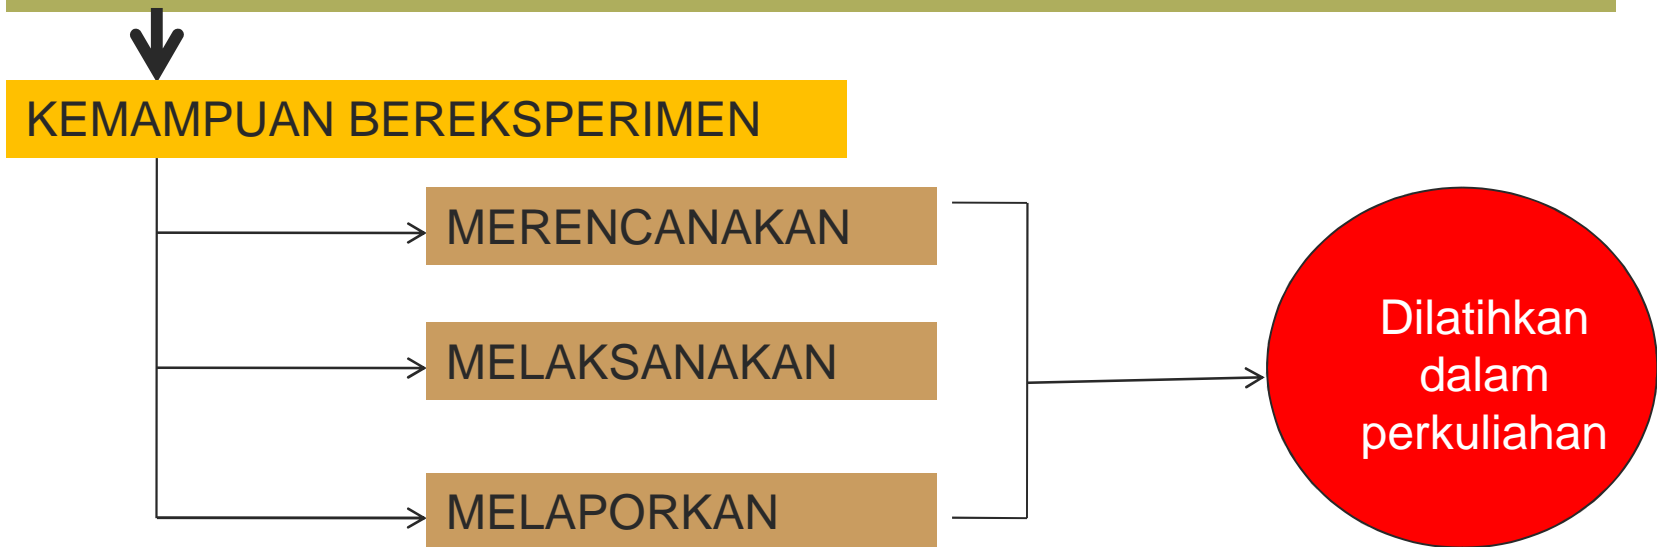 KEMAMPUAN BEREKSPERIMEN
MERENCANAKAN
MELAKSANAKAN
MELAPORKAN
Dilatihkan
dalam
perkuliahan